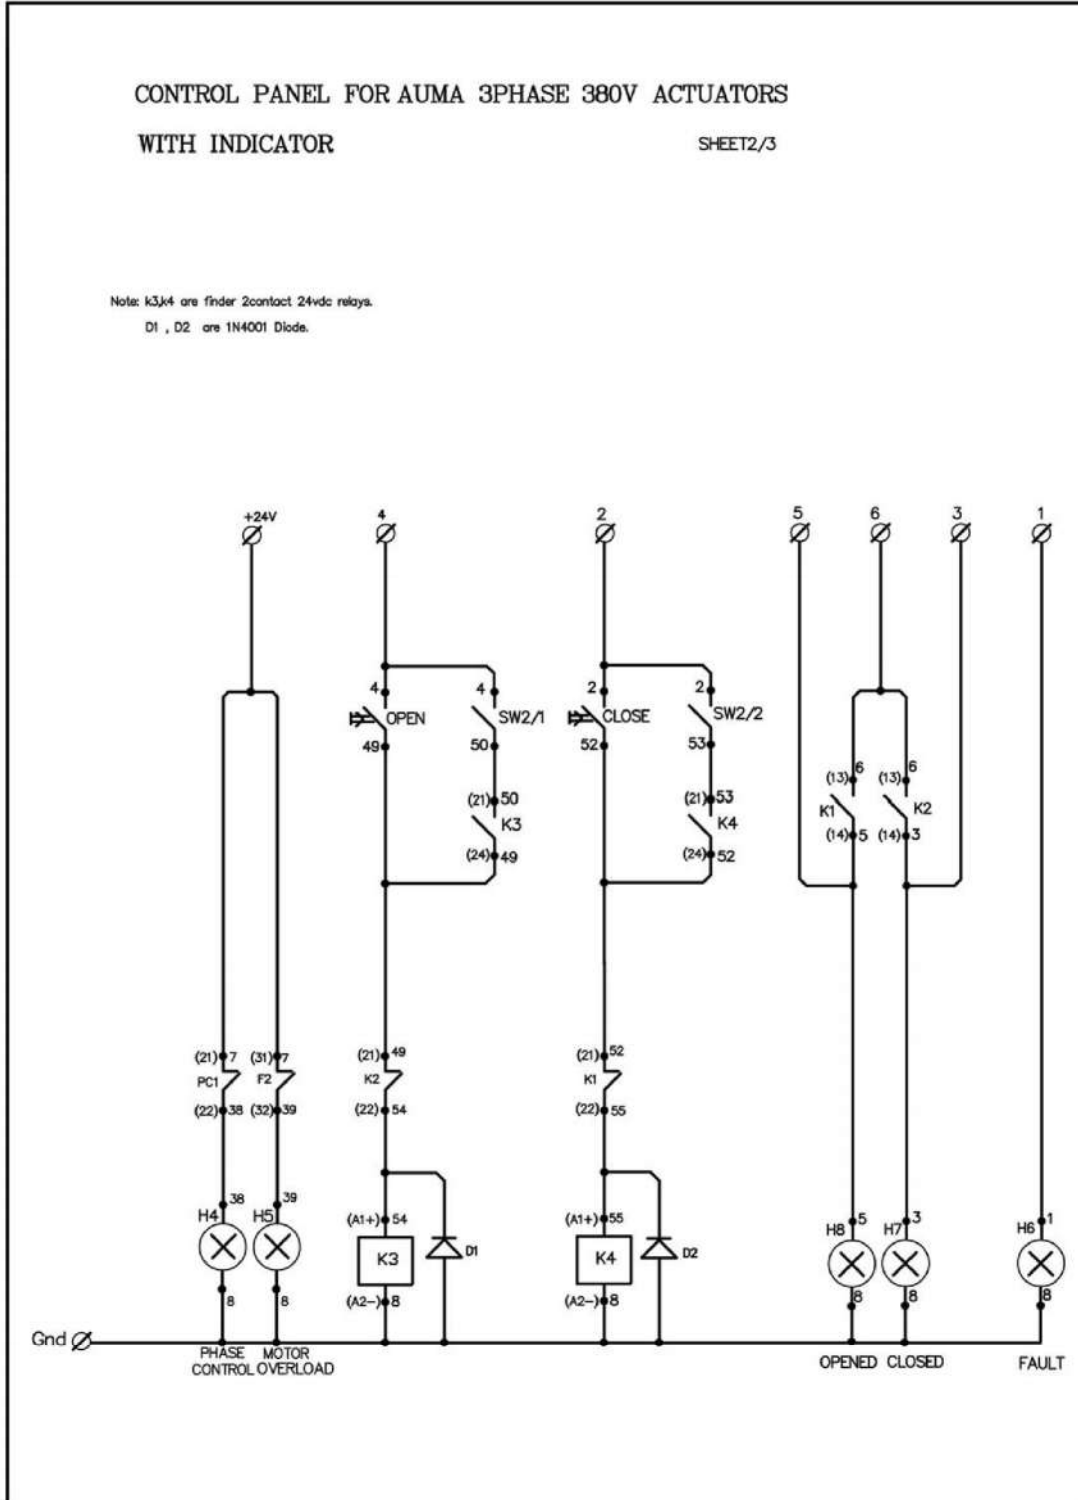 CONTROL PANEL FOR AUMA 3PHASE 380V ACTUATORS
WITH INDICATOR SHEET2/3
Note: k3,k4 are finder 2contact 24vdc relays.
D1 , D2 are 1N4001 Diode.
+24V 4 2 5 6 3 1
4 4 2 2
OPEN SW2/1 CLOSE SW2/2
49 50 52 53
(13) 6 (13) 6
(21) 50 (21) 53
K1 K2
K3 K4
(14) 5 (14) 3
(24) 49 (24) 52
(21) 7 (31) 7 (21) 49 (21) 52
PC1 F2 K2 K1
(22) 38 (32) 39 (22) 54 (22) 55
38 39
H4 H5 (A1+) 54 (A1+) 55 5 3 1
H8 H7 H6
K3 D1 K4 D2
8 8 (A2-) 8 (A2-) 8 8 8 8
Gnd
PHASE MOTOR
CONTROL OVERLOAD OPENED CLOSED FAULT